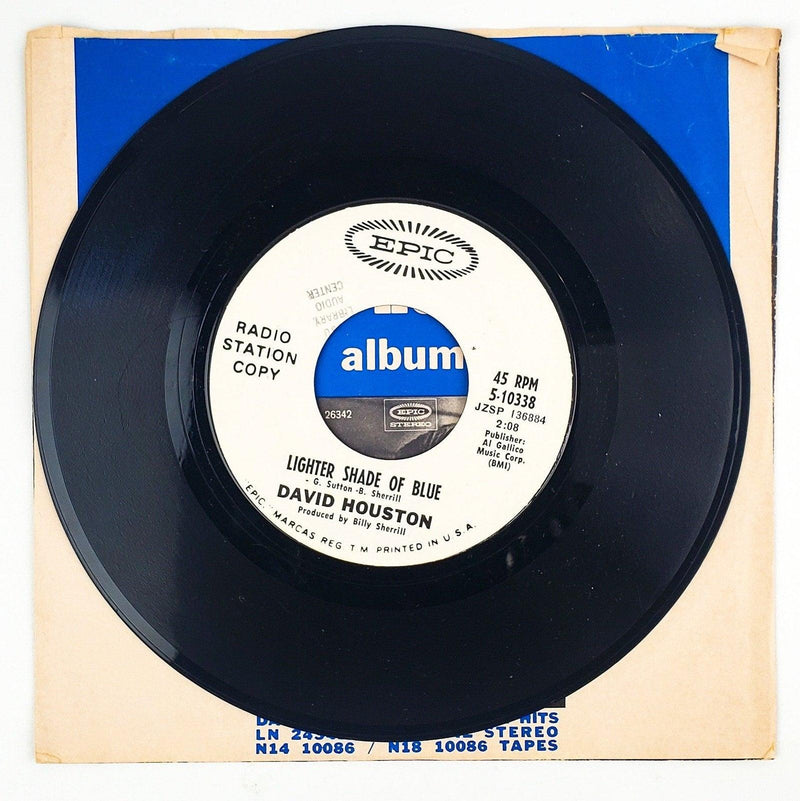 EPIC
LIBRARY,
AUDIO
CENTER
RADIO
STATION
COPY
album
26342
EPIC
STEREO
45 RPM
5-10338
JZSP 136884
2:08
Publisher:
Al Gallico
Music Corp.
(BMI)
LIGHTER SHADE OF BLUE
- G. Sutton -B. Sherrill
DAVID HOUSTON
Produced by Billy Sherrill
"EPIC," MARCAS REG. T M PRINTED IN U.S.A.
HITS
LN STEREO
N14 10086 / N18 10086 TAPES